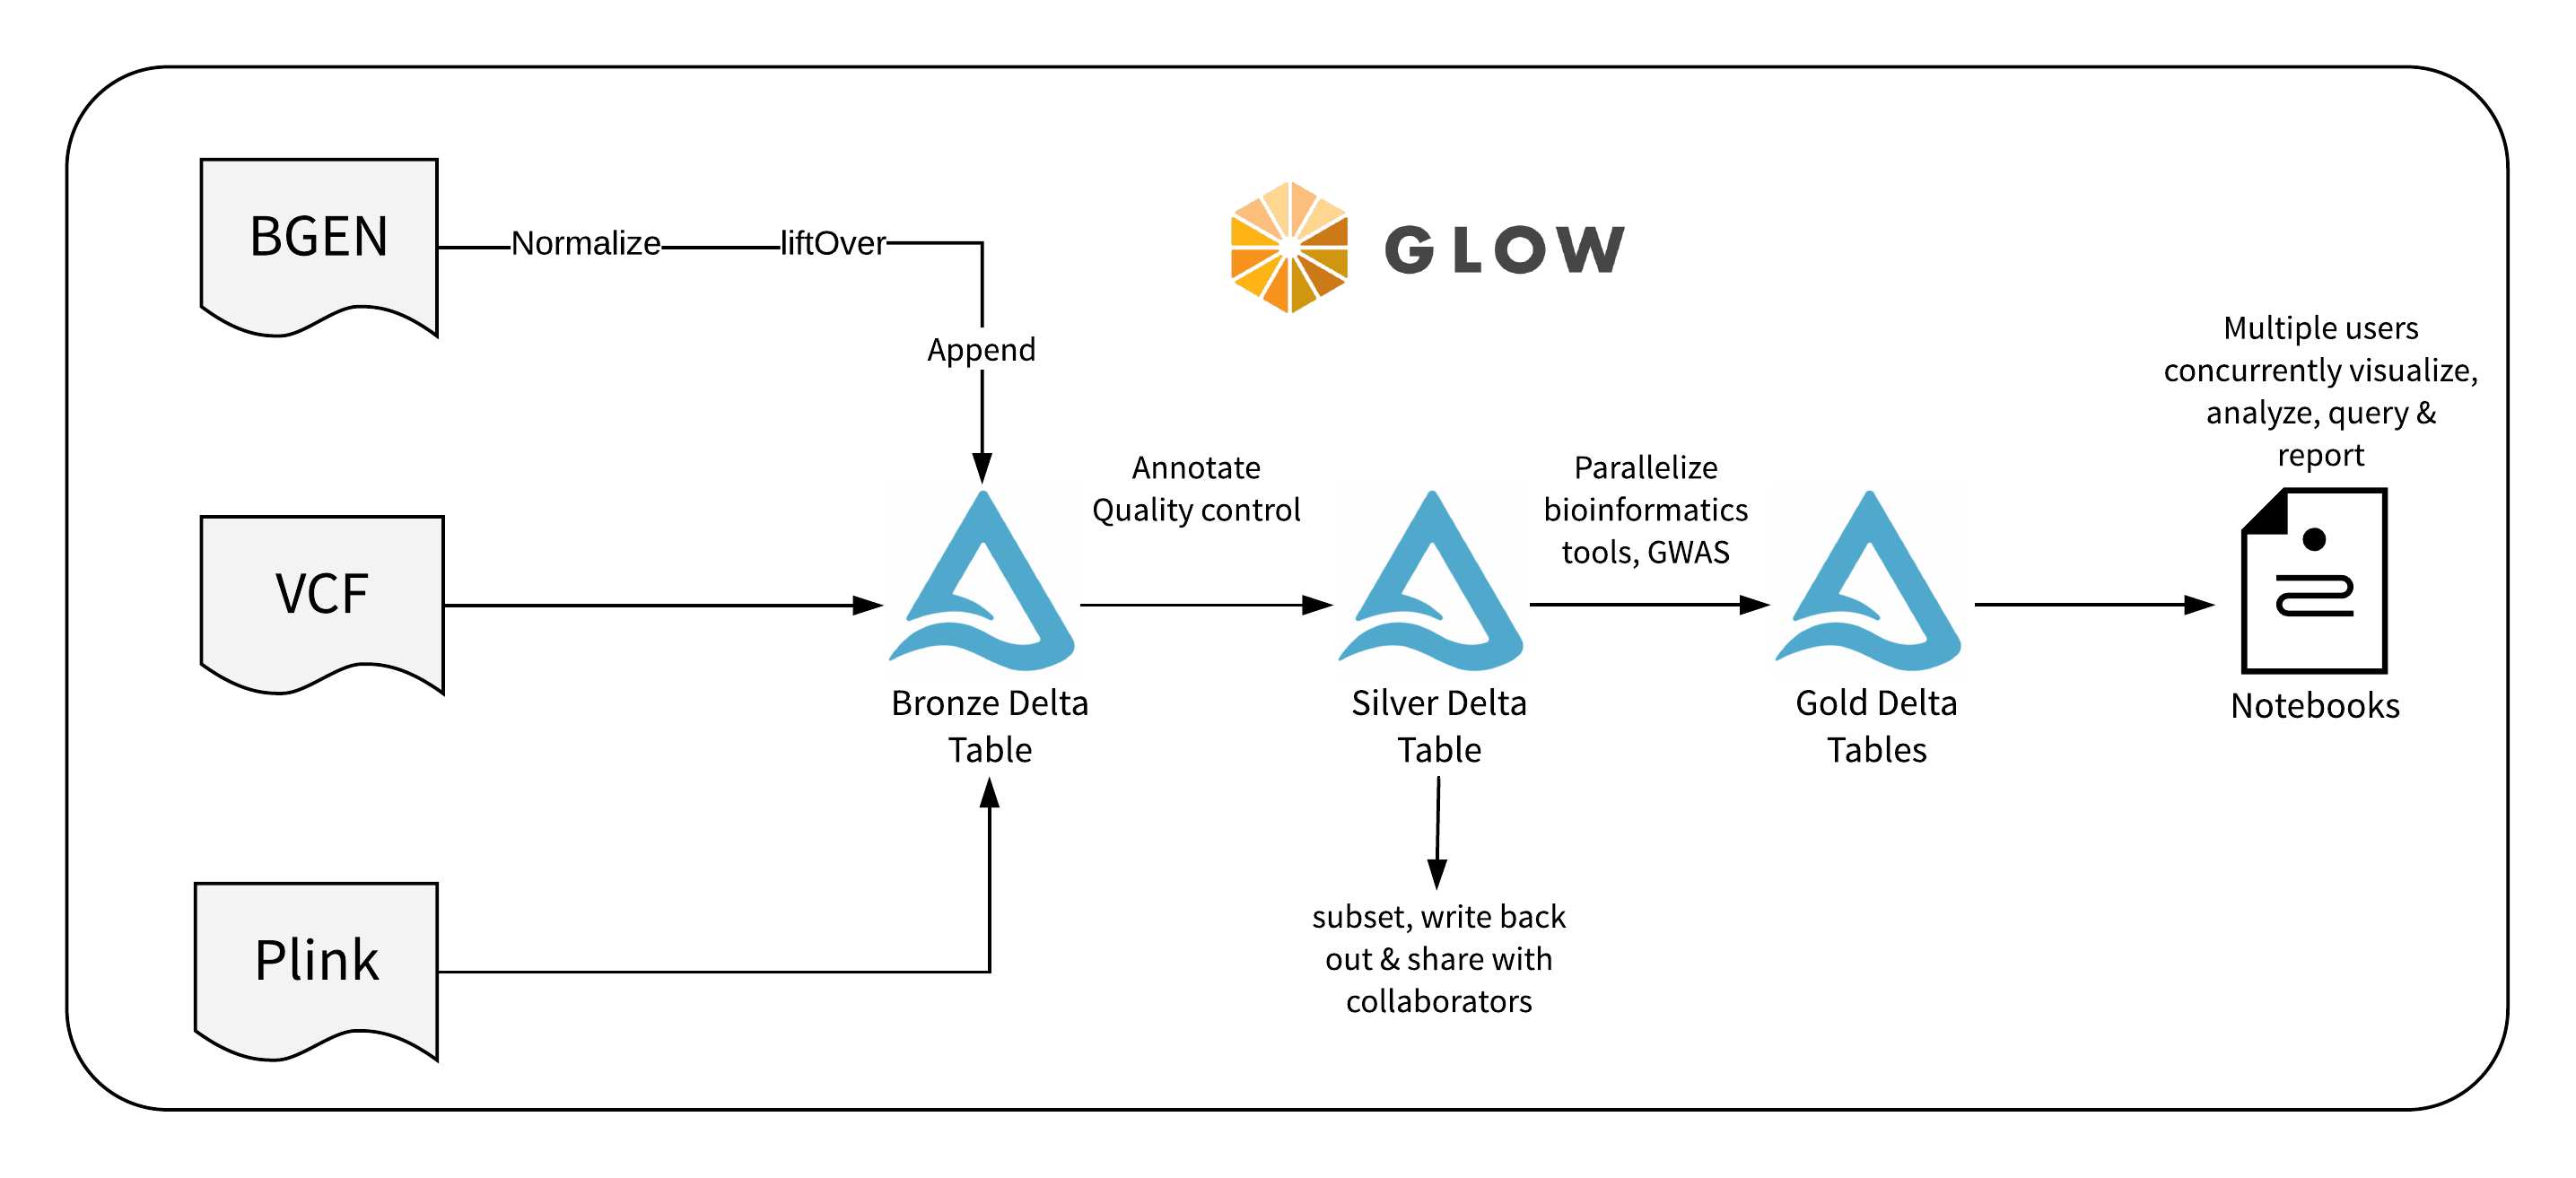 BGEN
Normalize
liftOver
Append
GLOW
VCF
Plink
Bronze Delta
Table
Annotate
Quality control
Silver Delta
Table
subset, write back
out & share with
collaborators
Parallelize
bioinformatics
tools, GWAS
Gold Delta
Tables
Multiple users
concurrently visualize,
analyze, query &
report
Notebooks